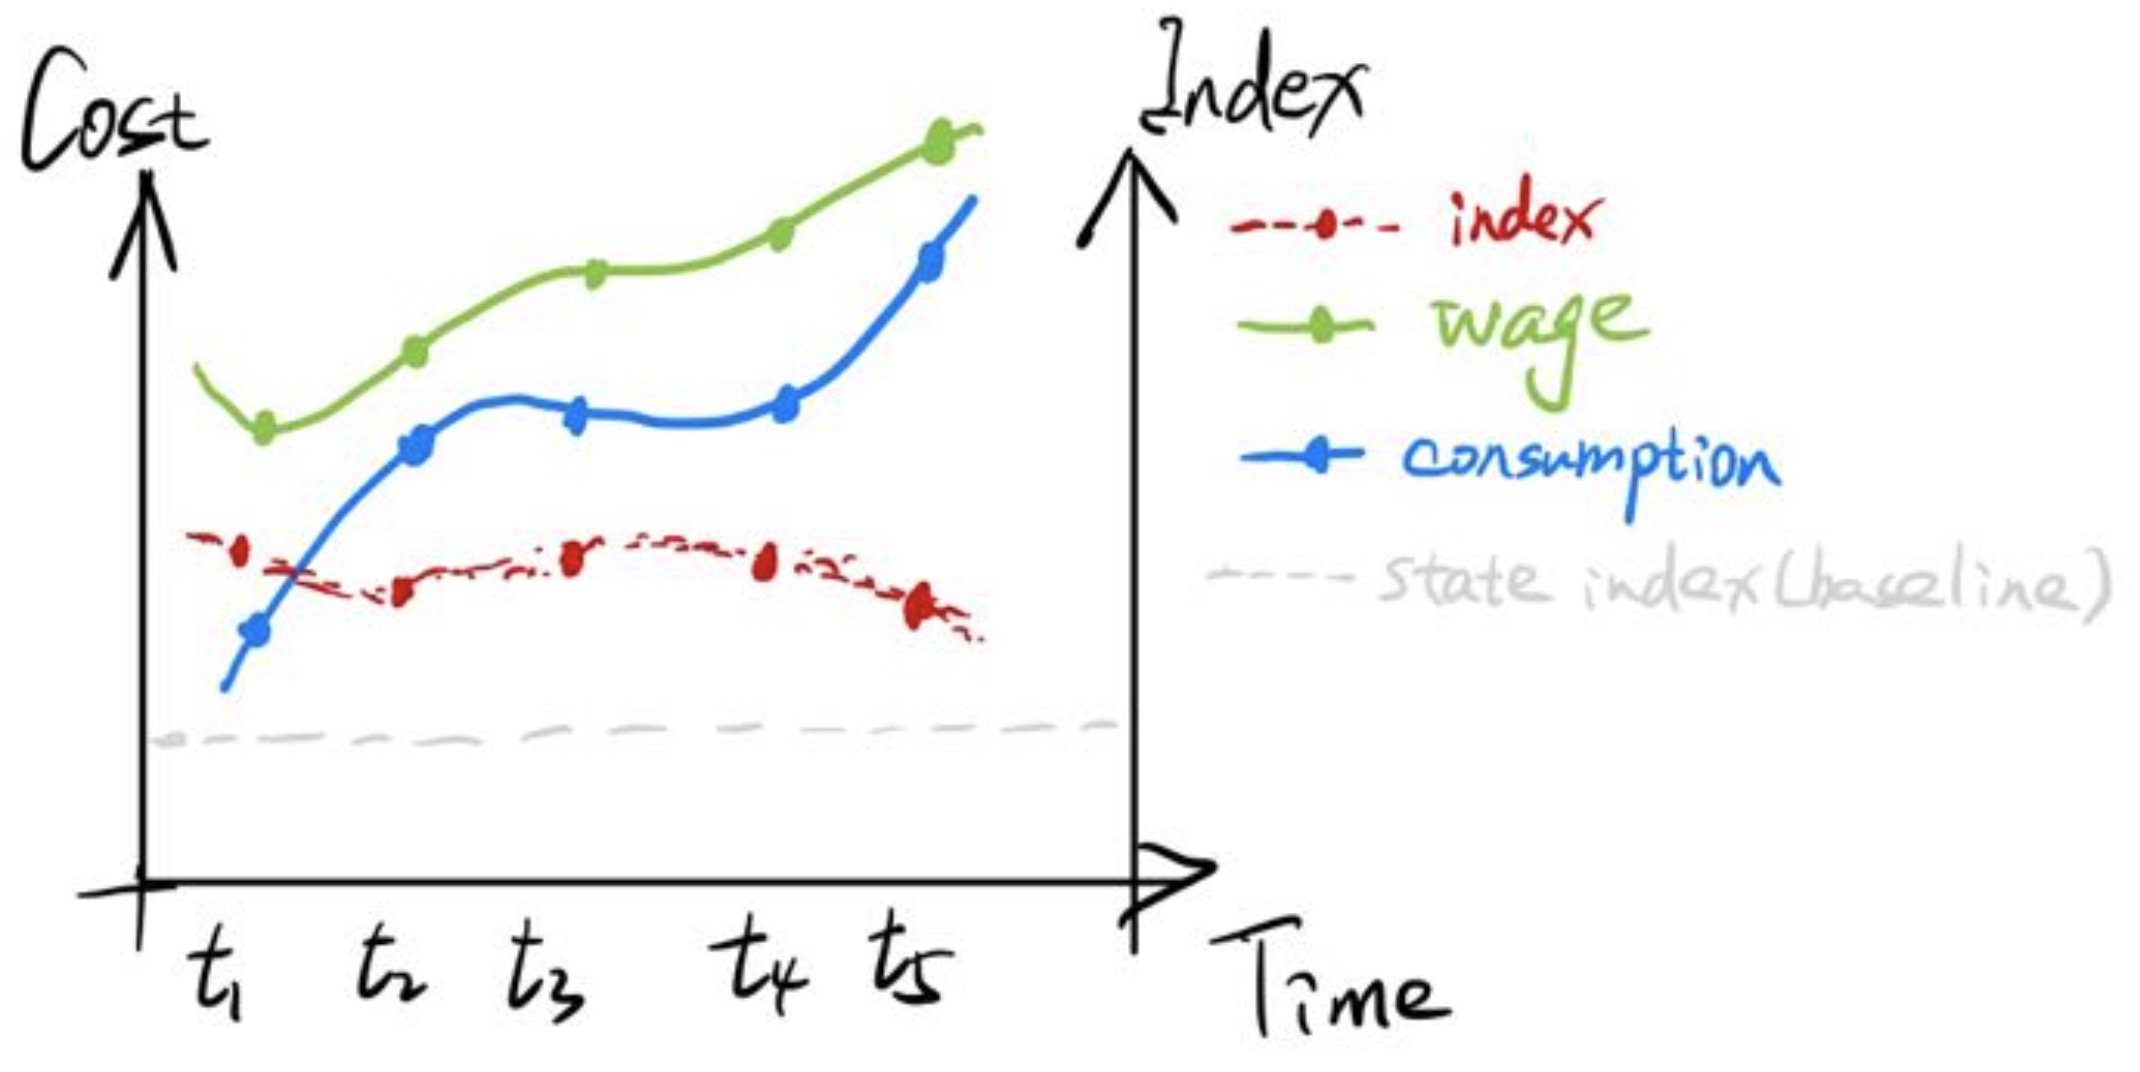 Cost
Index
index
wage
consumption
state index (baseline)
t1 t2 t3 t4 t5
Time